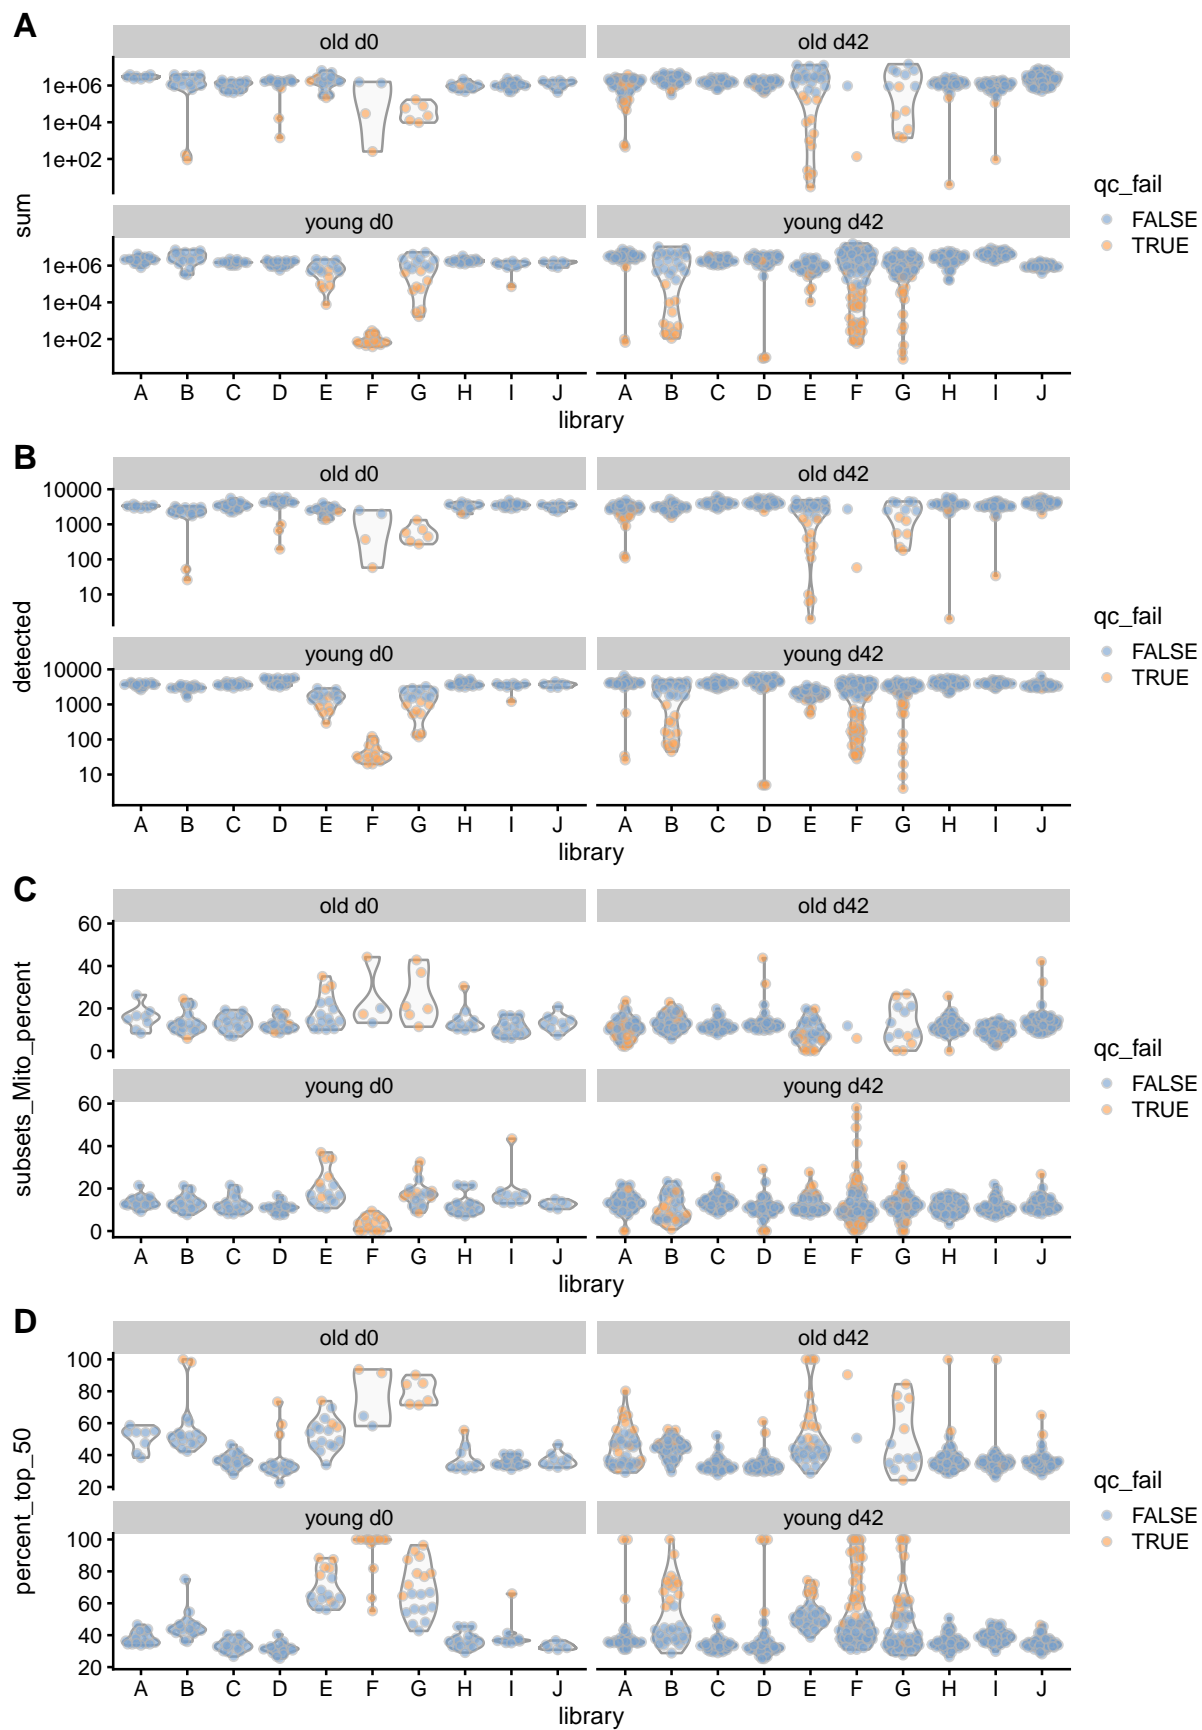 A
old d0
old d42
1e+06
1e+04
1e+02
sum
young d0
young d42
1e+06
1e+04
1e+02
A B C D E F G H I J
A B C D E F G H I J
library
qc_fail
FALSE
TRUE
B
old d0
old d42
10000
1000
100
10
detected
young d0
young d42
10000
1000
100
10
A B C D E F G H I J
A B C D E F G H I J
library
qc_fail
FALSE
TRUE
C
old d0
old d42
60
40
20
0
subsets_Mito_percent
young d0
young d42
60
40
20
0
A B C D E F G H I J
A B C D E F G H I J
library
qc_fail
FALSE
TRUE
D
old d0
old d42
100
80
60
40
20
percent_top_50
young d0
young d42
100
80
60
40
20
A B C D E F G H I J
A B C D E F G H I J
library
qc_fail
FALSE
TRUE